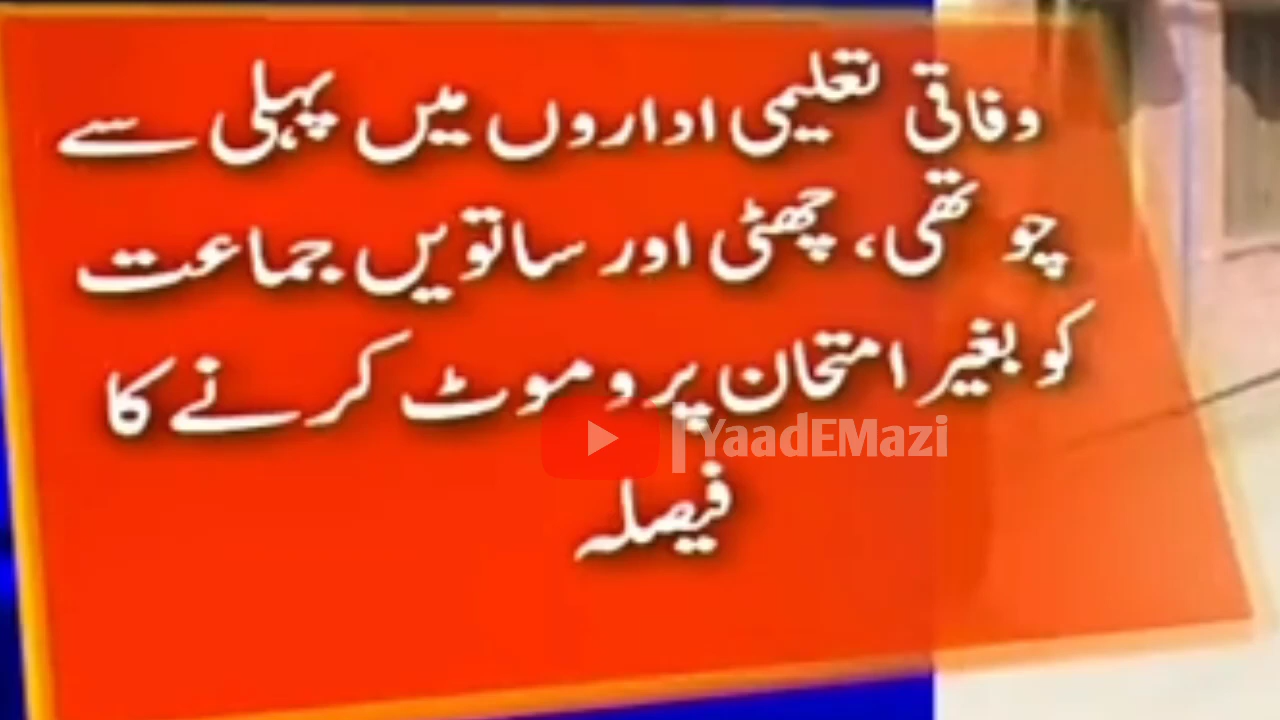 وفاقی تعلیمی اداروں میں پہلی سے
چوتھی، چھٹی اور ساتویں جماعت
کو بغیر امتحان پروموٹ کرنے کا
فیصلہ
YaadEMazi